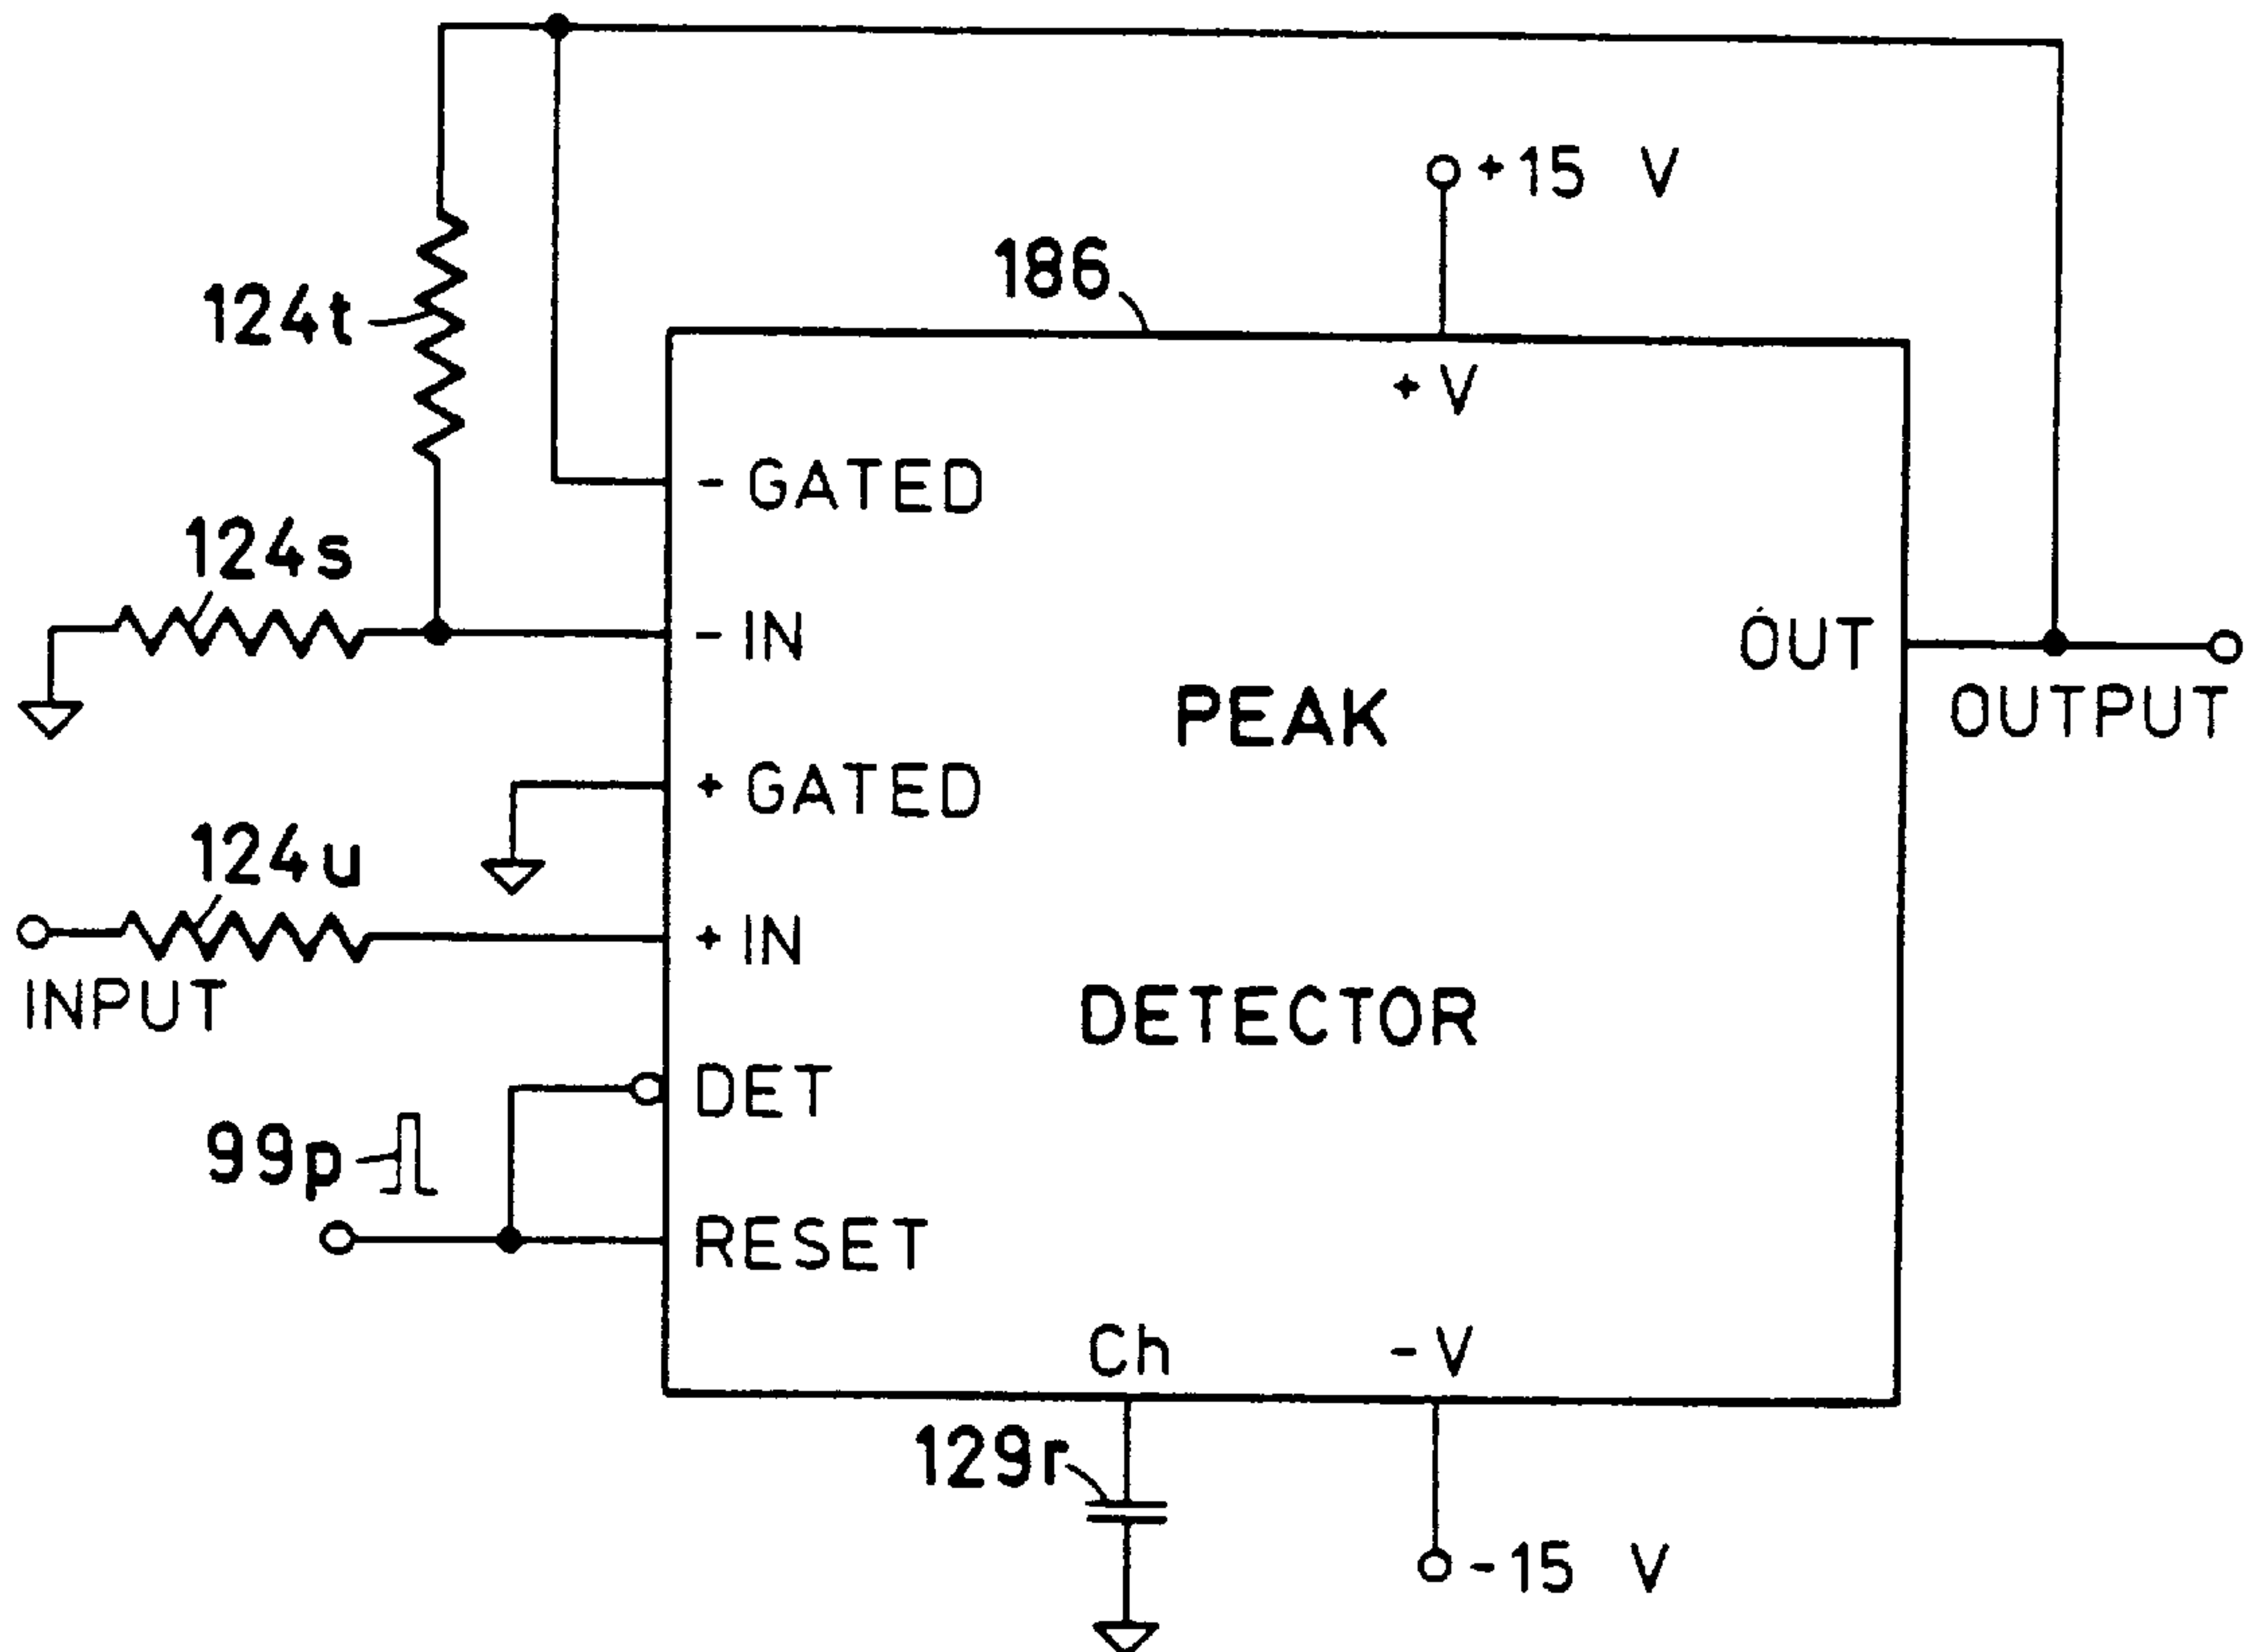 +15 V
186
124t
+V
- GATED
124s
- IN
OUT
PEAK
OUTPUT
+ GATED
124u
+ IN
INPUT
DETECTOR
DET
99p
RESET
Ch
-V
129r
-15 V